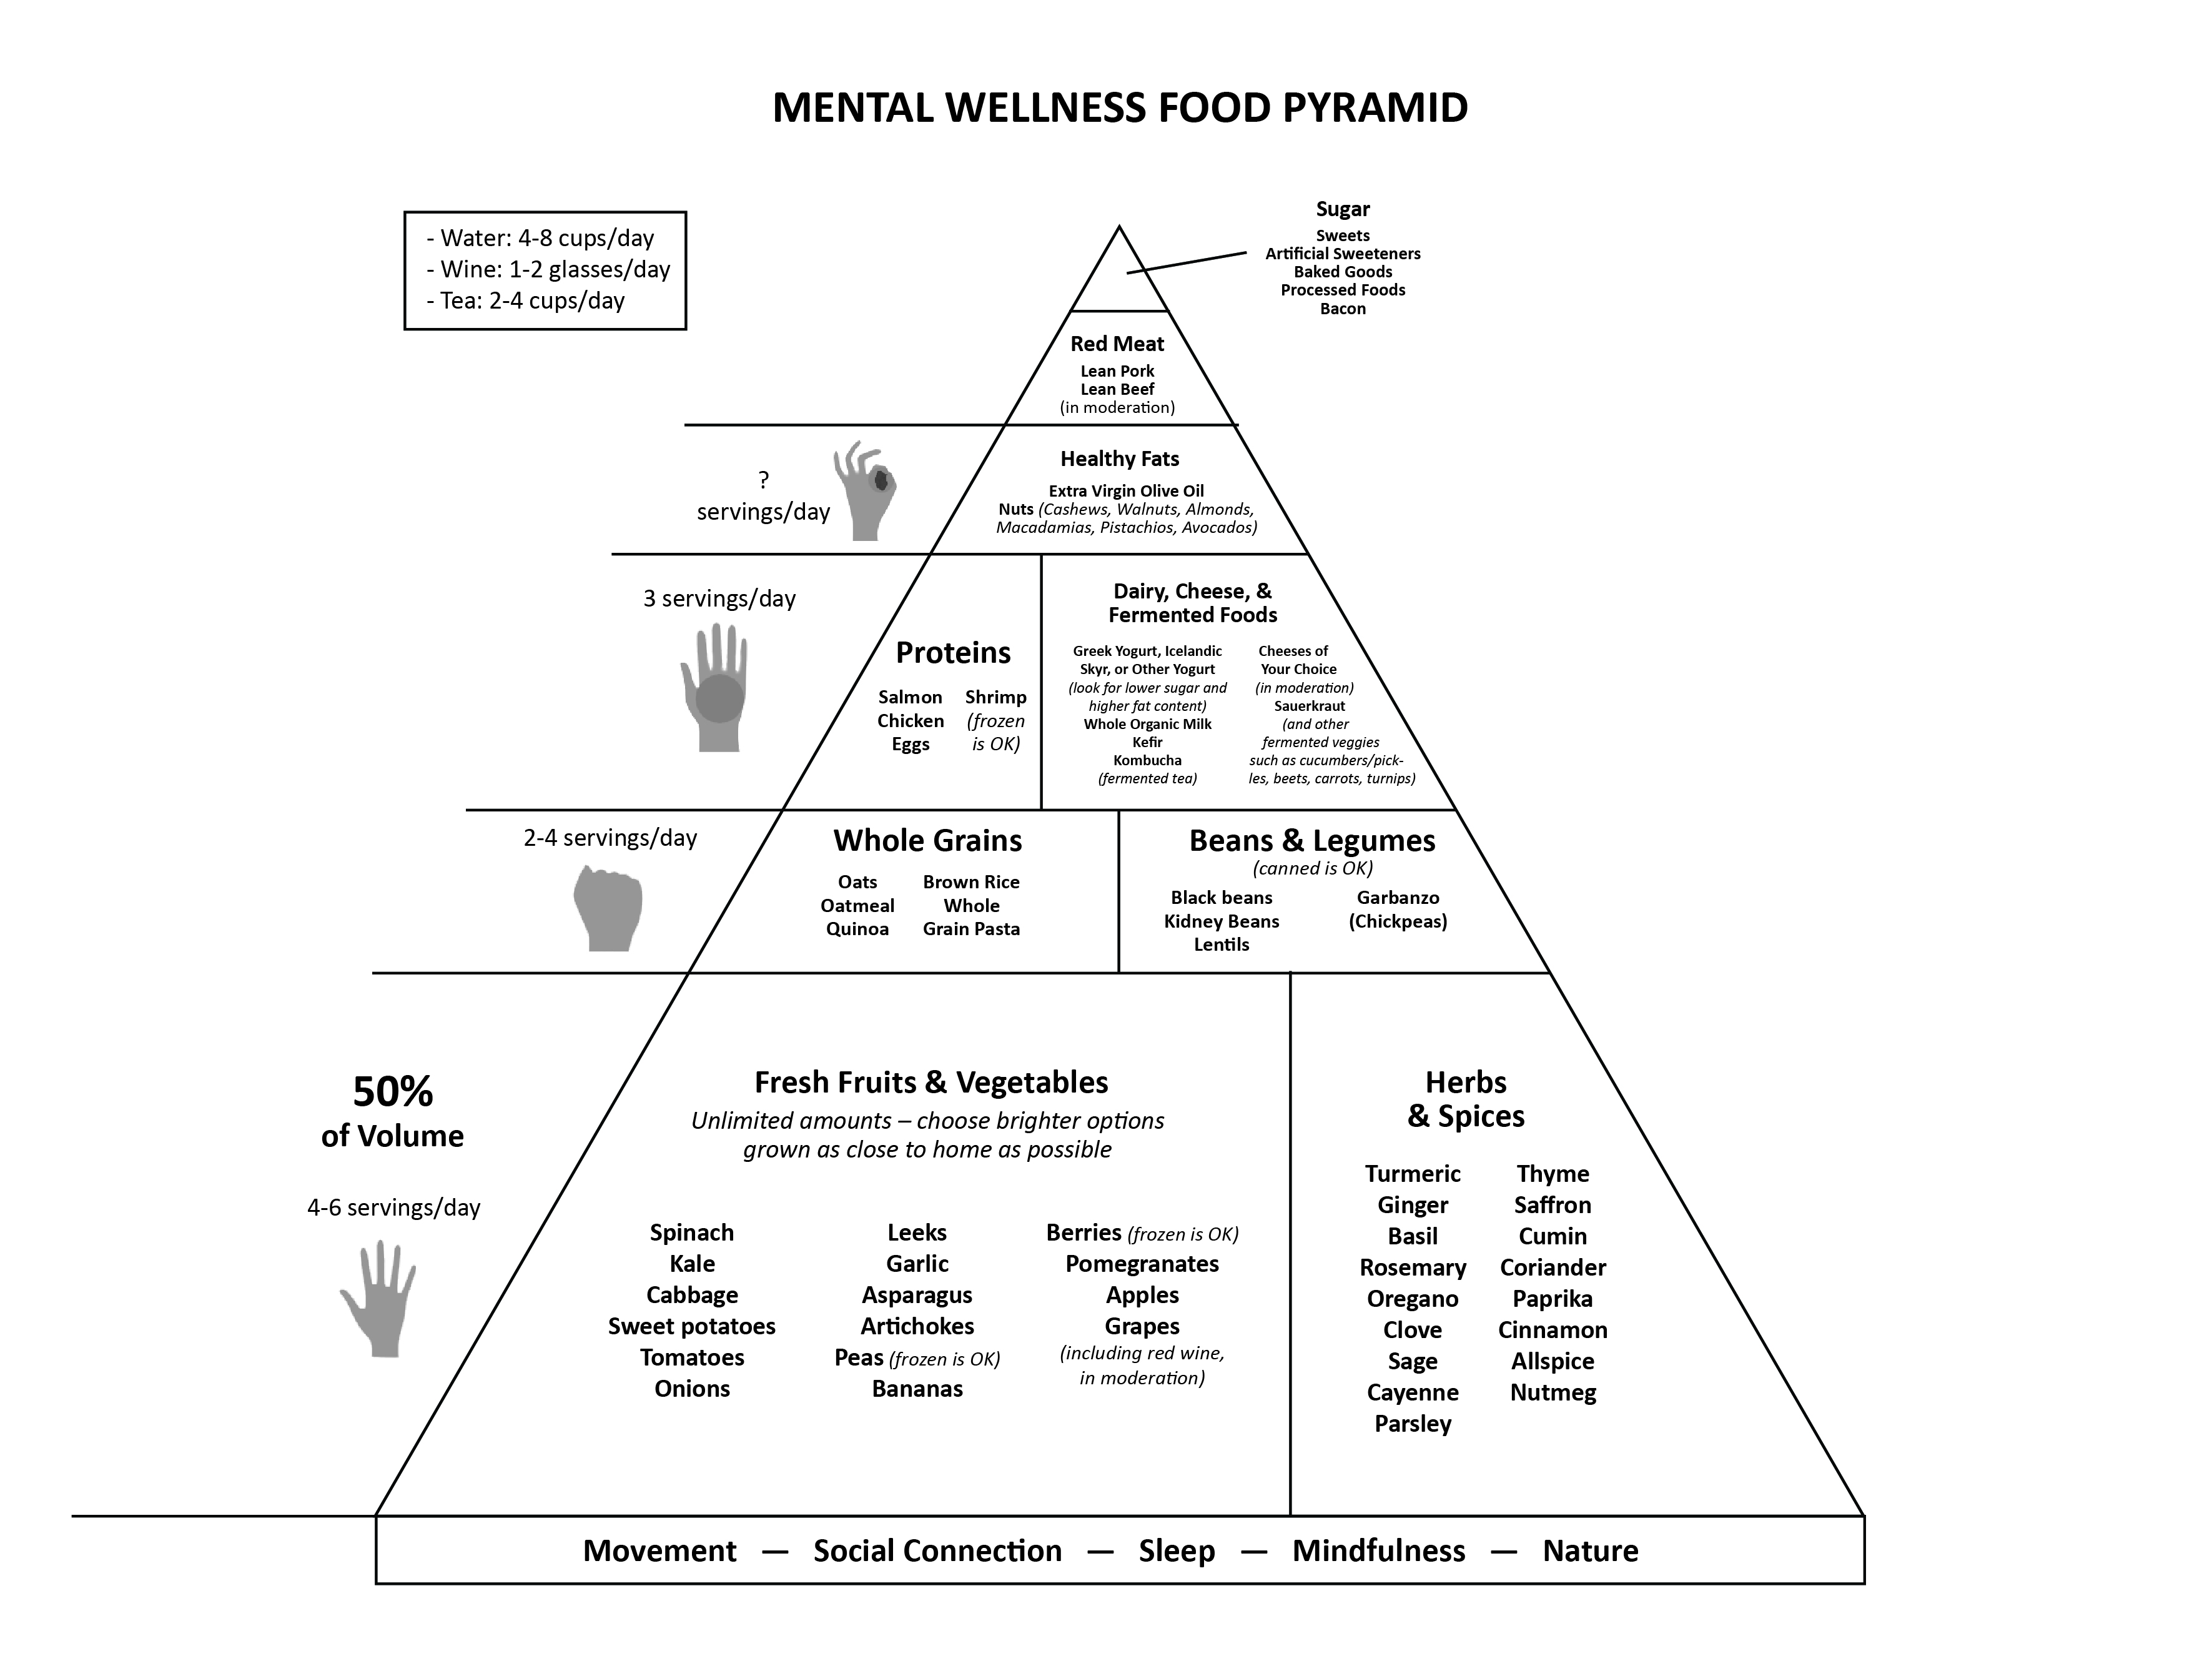 MENTAL WELLNESS FOOD PYRAMID
- Water: 4-8 cups/day
- Wine: 1-2 glasses/day
- Tea: 2-4 cups/day
Sugar
Sweets
Artificial Sweeteners
Baked Goods
Processed Foods
Bacon
Red Meat
Lean Pork
Lean Beef
(in moderation)
?
servings/day
Healthy Fats
Extra Virgin Olive Oil
Nuts (Cashews, Walnuts, Almonds,
Macadamias, Pistachios, Avocados)
3 servings/day
Proteins
Salmon
Chicken
Eggs
Shrimp
(frozen
is OK)
Dairy, Cheese, &
Fermented Foods
Greek Yogurt, Icelandic
Skyr, or Other Yogurt
(look for lower sugar and
higher fat content)
Whole Organic Milk
Kefir
Kombucha
(fermented tea)
Cheeses of
Your Choice
(in moderation)
Sauerkraut
(and other
fermented veggies
such as cucumbers/pick-
les, beets, carrots, turnips)
2-4 servings/day
Whole Grains
Oats
Oatmeal
Quinoa
Brown Rice
Whole
Grain Pasta
Beans & Legumes
(canned is OK)
Black beans
Kidney Beans
Lentils
Garbanzo
(Chickpeas)
50%
of Volume
4-6 servings/day
Fresh Fruits & Vegetables
Unlimited amounts – choose brighter options
grown as close to home as possible
Spinach
Kale
Cabbage
Sweet potatoes
Tomatoes
Onions
Leeks
Garlic
Asparagus
Artichokes
Peas (frozen is OK)
Bananas
Berries (frozen is OK)
Pomegranates
Apples
Grapes
(including red wine,
in moderation)
Herbs
& Spices
Turmeric
Ginger
Basil
Rosemary
Oregano
Clove
Sage
Cayenne
Parsley
Thyme
Saffron
Cumin
Coriander
Paprika
Cinnamon
Allspice
Nutmeg
Movement — Social Connection — Sleep — Mindfulness — Nature